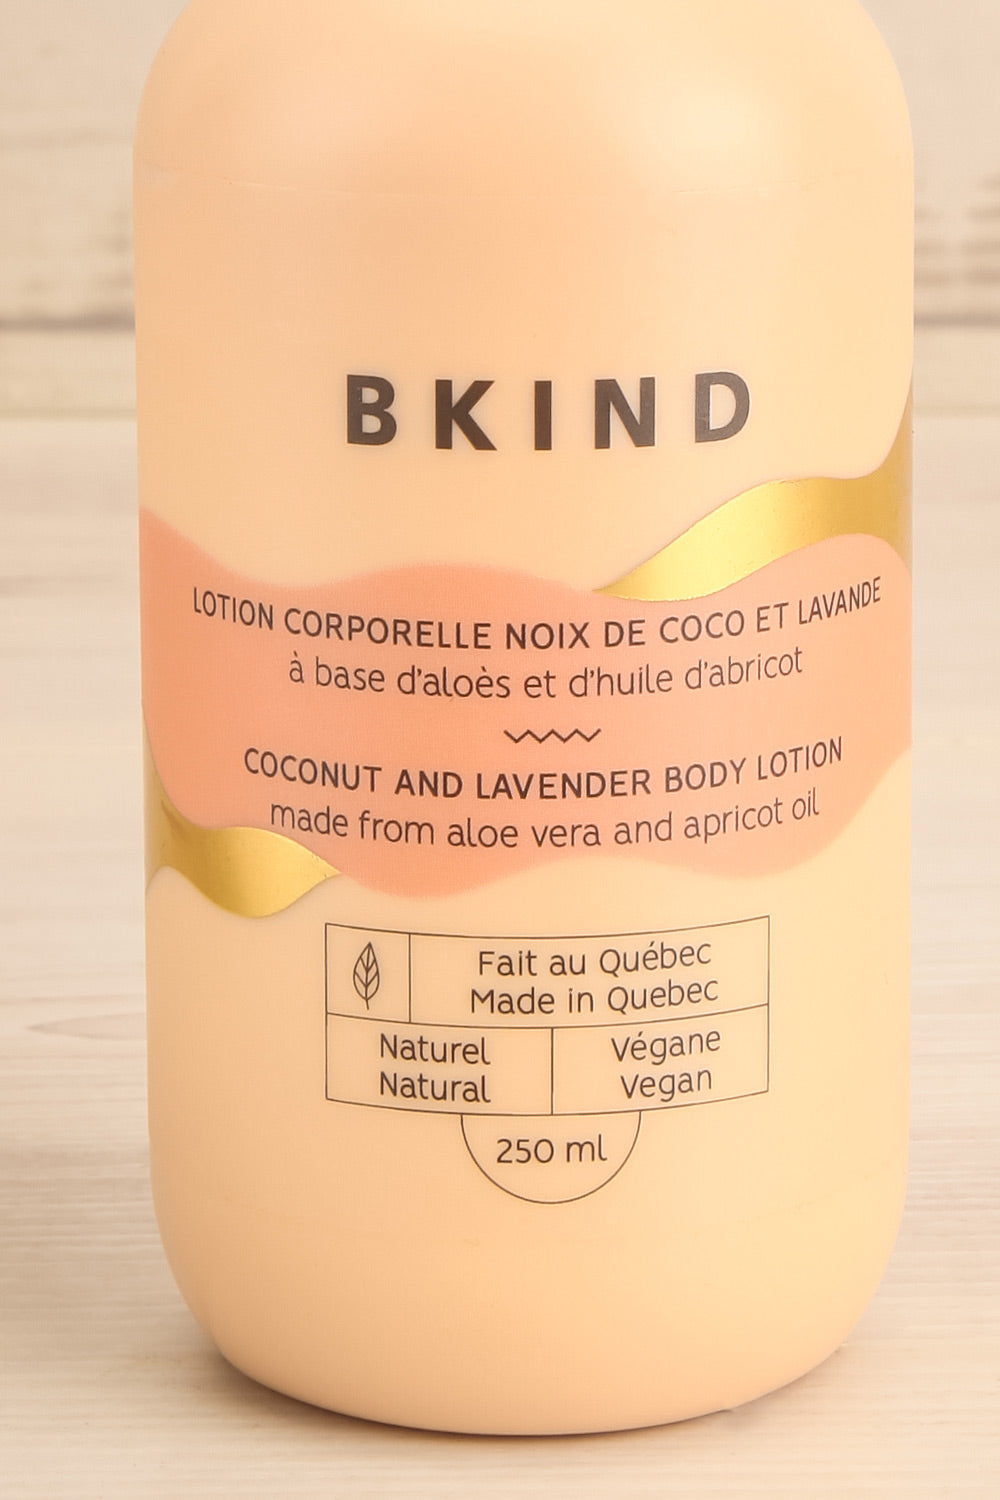 BKIND
LOTION CORPORELLE NOIX DE COCO ET LAVANDE
à base d'aloès et d'huile d'abricot
COCONUT AND LAVENDER BODY LOTION
made from aloe vera and apricot oil
Fait au Québec
Made in Quebec
Naturel
Natural
Végane
Vegan
250 ml